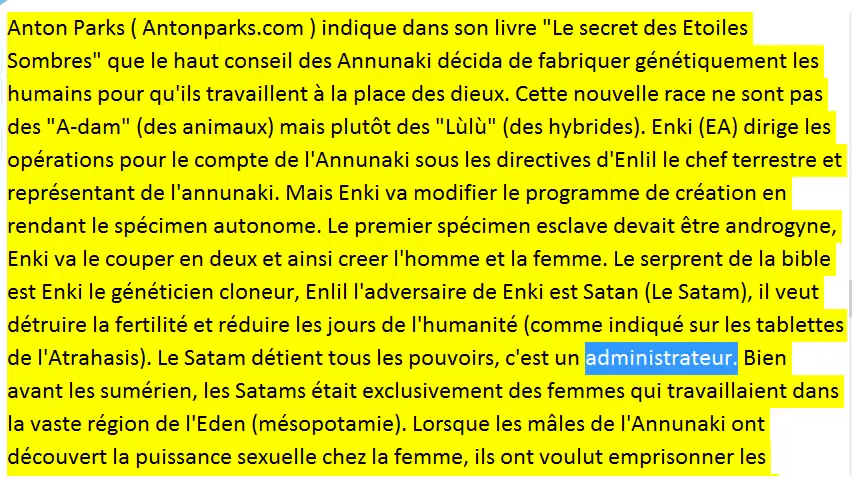 Anton Parks ( Antonparks.com ) indique dans son livre "Le secret des Etoiles
Sombres" que le haut conseil des Annunaki décida de fabriquer génétiquement les
humains pour qu'ils travaillent à la place des dieux. Cette nouvelle race ne sont pas
des "A-dam" (des animaux) mais plutôt des "Lùlù" (des hybrides). Enki (EA) dirige les
opérations pour le compte de l'Annunaki sous les directives d'Enlil le chef terrestre et
représentant de l'annunaki. Mais Enki va modifier le programme de création en
rendant le spécimen autonome. Le premier spécimen esclave devait être androgyne,
Enki va le couper en deux et ainsi creer l'homme et la femme. Le serprent de la bible
est Enki le généticien cloneur, Enlil l'adversaire de Enki est Satan (Le Satam), il veut
détruire la fertilité et réduire les jours de l'humanité (comme indiqué sur les tablettes
de l'Atrahasis). Le Satam détient tous les pouvoirs, c'est un administrateur. Bien
avant les sumérien, les Satams était exclusivement des femmes qui travaillaient dans
la vaste région de l'Eden (mésopotamie). Lorsque les mâles de l'Annunaki ont
découvert la puissance sexuelle chez la femme, ils ont voulut emprisonner les